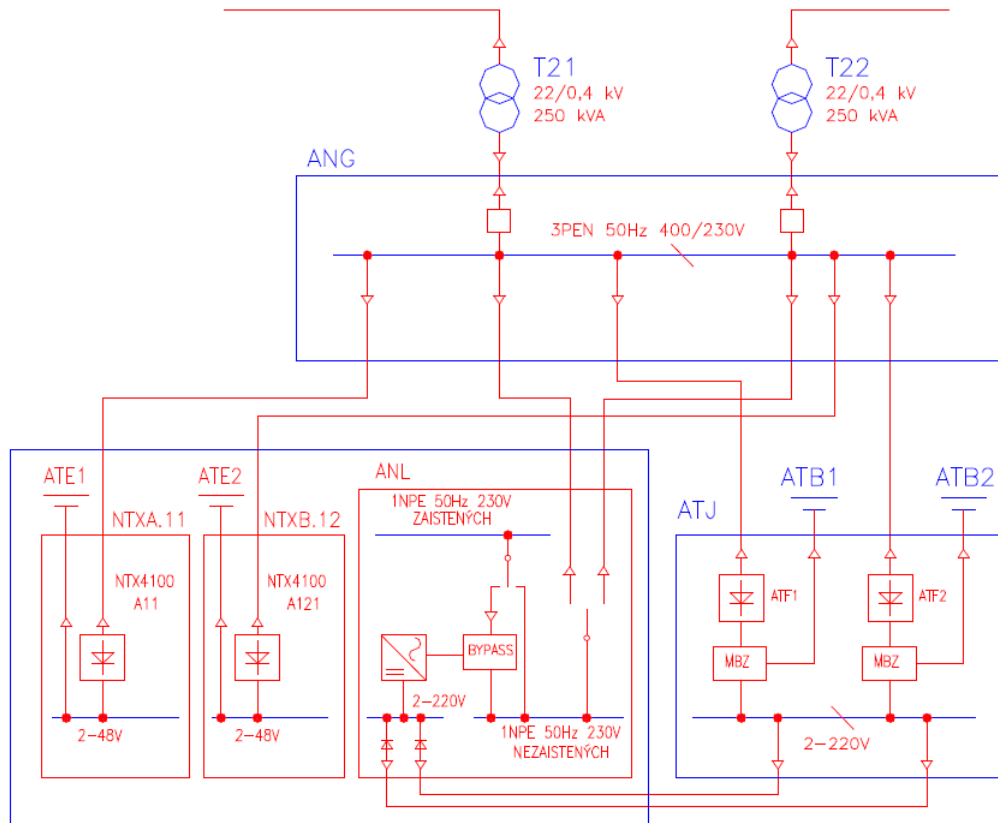 T21
22/0,4 kV
250 kVA
T22
22/0,4 kV
250 kVA
ANG
3PEN 50Hz 400/230V
ATE1
ATE2
ANL
ATB1
ATB2
1NPE 50Hz 230V
ZAISTENÝCH
NTXA.11
NTXB.12
ATJ
NTX4100
A11
NTX4100
A121
ATF1
ATF2
BYPASS
MBZ
MBZ
2-220V
2-48V
2-48V
1NPE 50Hz 230V
NEZAISTENÝCH
2-220V